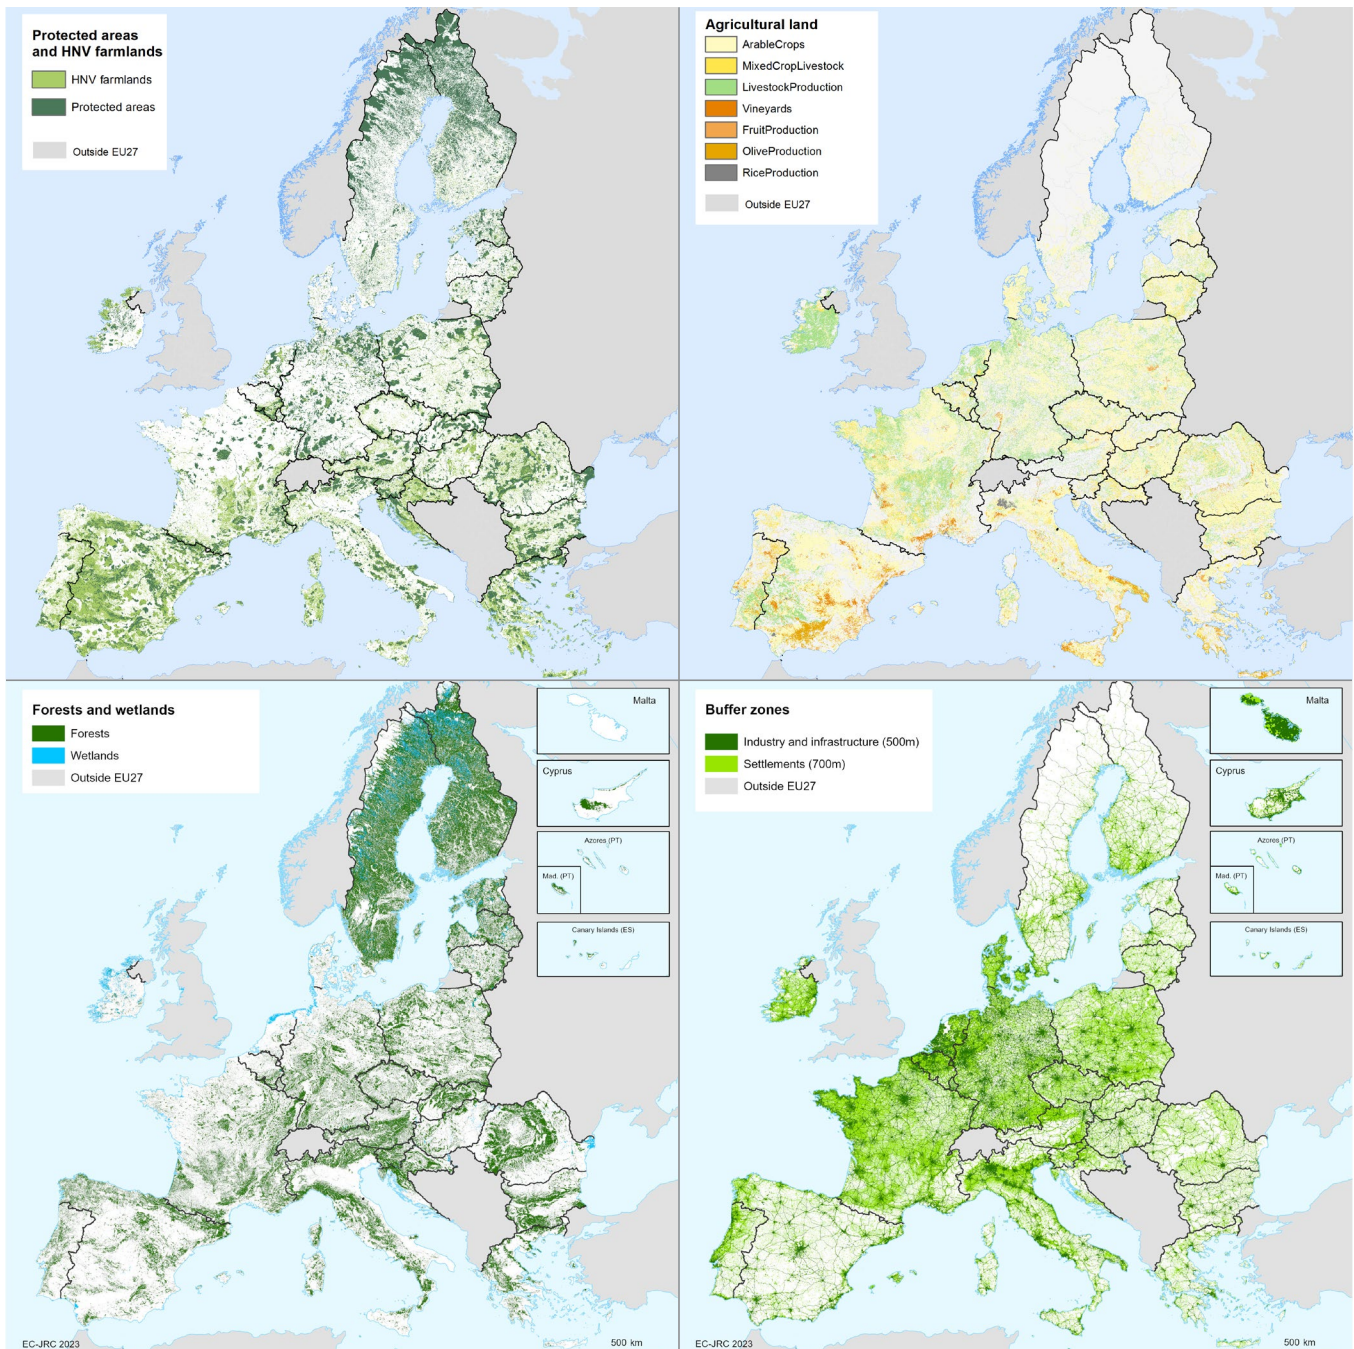 Protected areas
and HNV farmlands
HNV farmlands
Protected areas
Outside EU27
Agricultural land
ArableCrops
MixedCropLivestock
LivestockProduction
Vineyards
FruitProduction
OliveProduction
RiceProduction
Outside EU27
Forests and wetlands
Forests
Wetlands
Outside EU27
Malta
Cyprus
Azores (PT)
Mad. (PT)
Canary Islands (ES)
EC-JRC 2023
500 km
Buffer zones
Industry and infrastructure (500m)
Settlements (700m)
Outside EU27
Malta
Cyprus
Azores (PT)
Mad. (PT)
Canary Islands (ES)
EC-JRC 2023
500 km